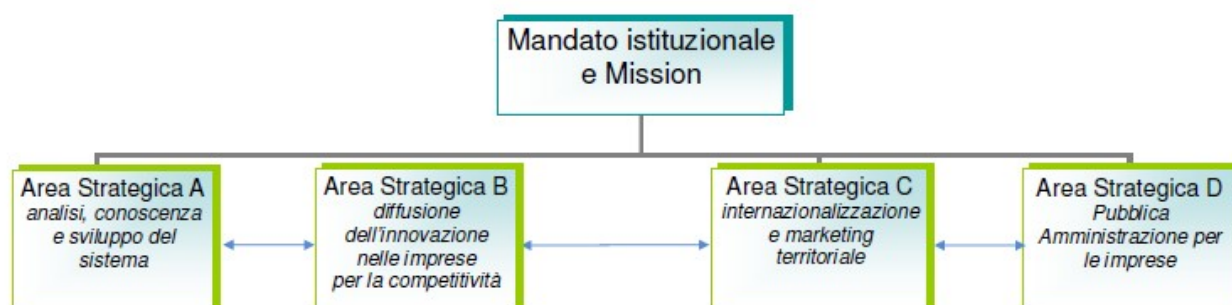 Mandato istituzionale
e Mission
Area Strategica A
analisi, conoscenza
e sviluppo del
sistema
Area Strategica B
diffusione
dell'innovazione
nelle imprese
per la competitività
Area Strategica C
internazionalizzazione
e marketing
territoriale
Area Strategica D
Pubblica
Amministrazione per
le imprese